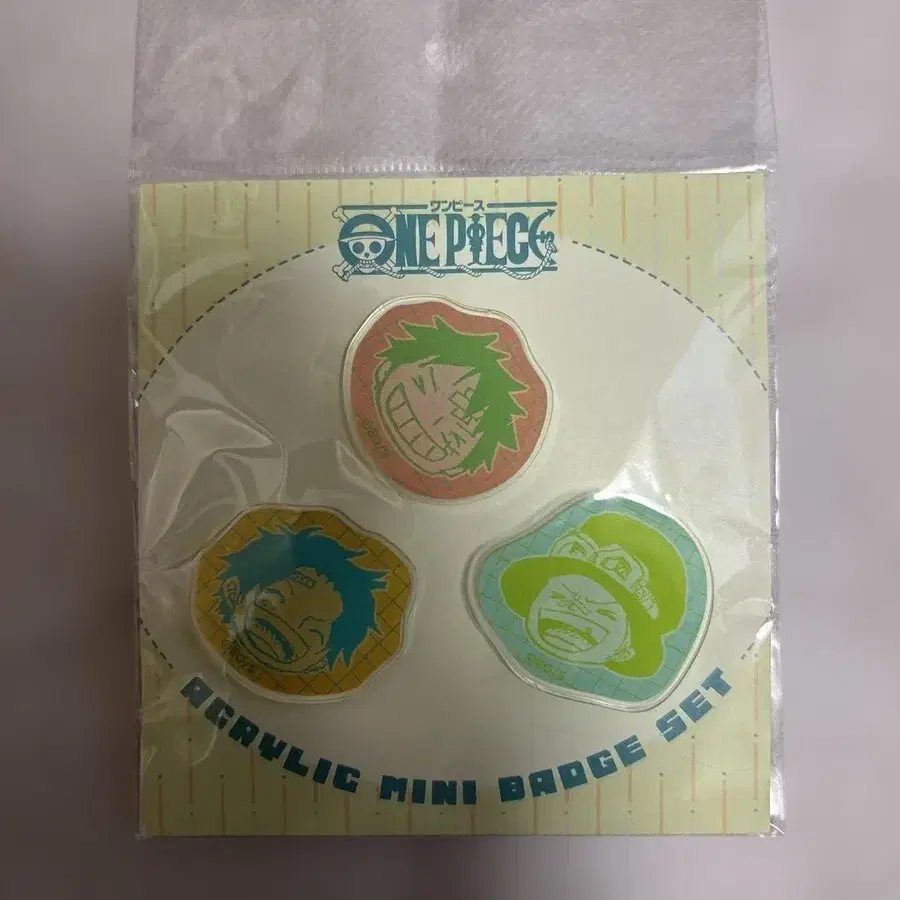 ワンピース
ONE PIECE
ACRYLIC MINI BADGE SET